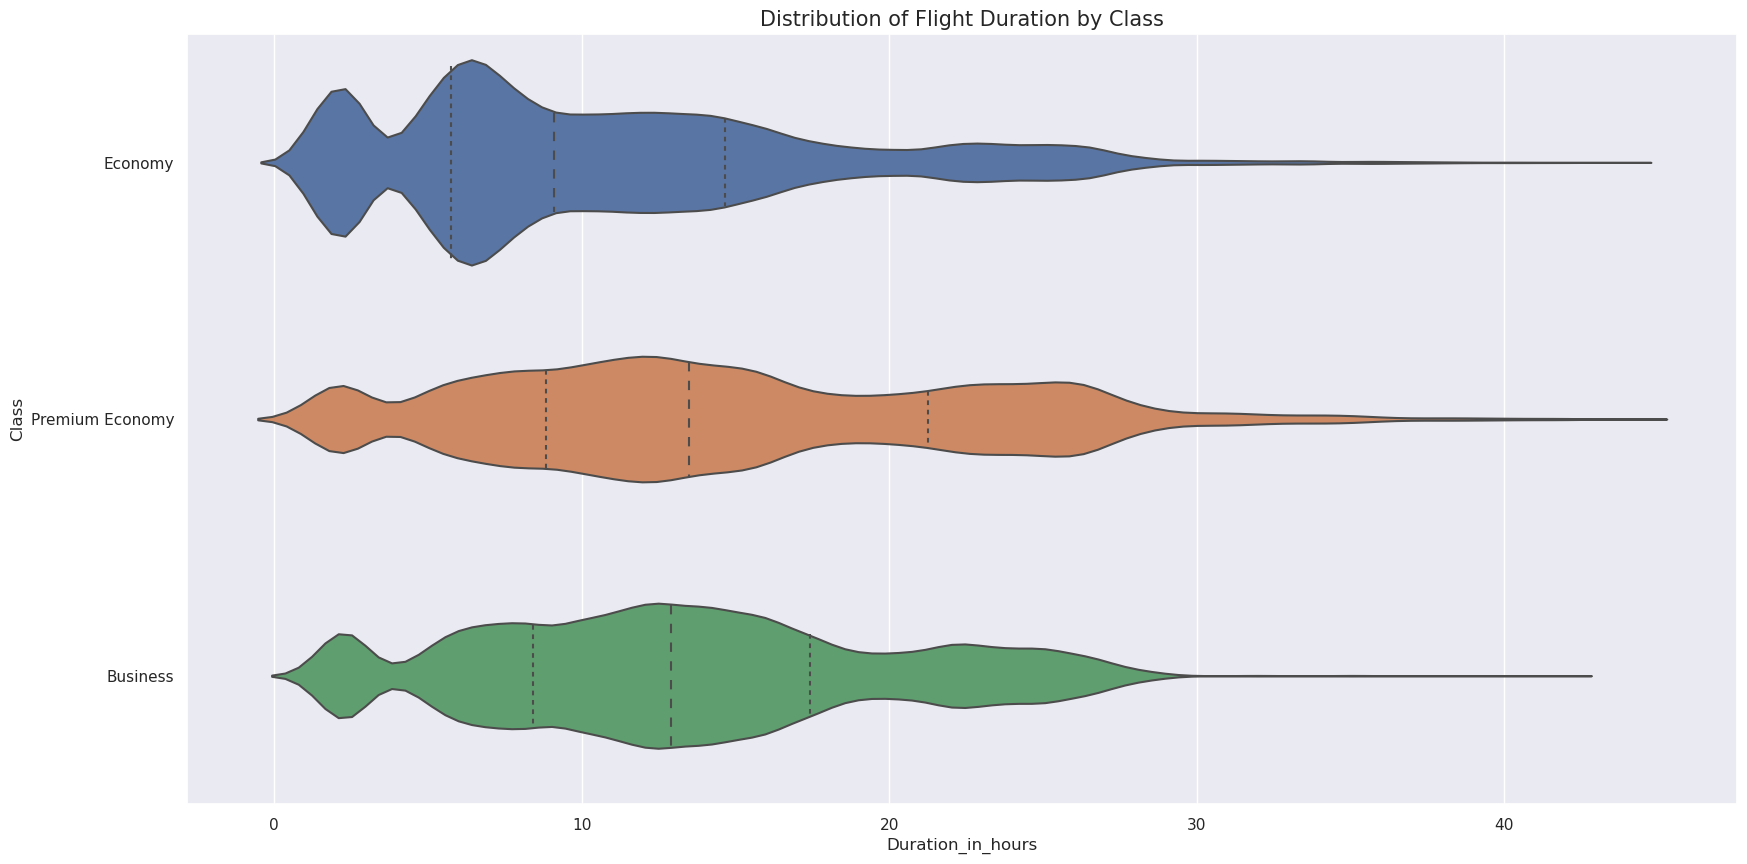 Distribution of Flight Duration by Class
Class
Economy
Premium Economy
Business
0 10 20 30 40
Duration_in_hours